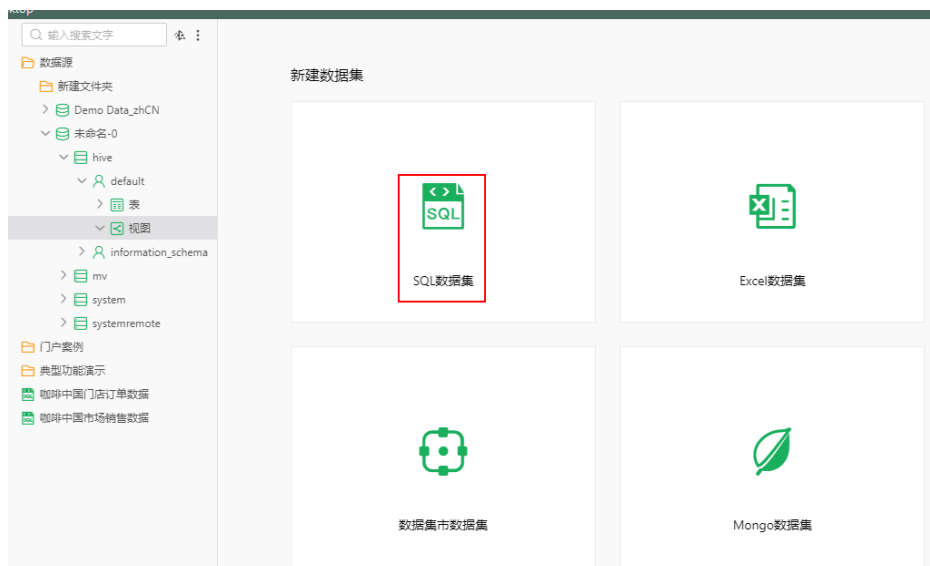 ktop
输入搜索文字
数据源
新建文件夹
Demo Data_zhCN
未命名-0
hive
default
表
视图
information_schema
mv
system
systemremote
门户案例
典型功能演示
SQL
咖啡中国门店订单数据
SQL
咖啡中国市场销售数据
新建数据集
SQL
SQL数据集
Excel数据集
数据集市数据集
Mongo数据集